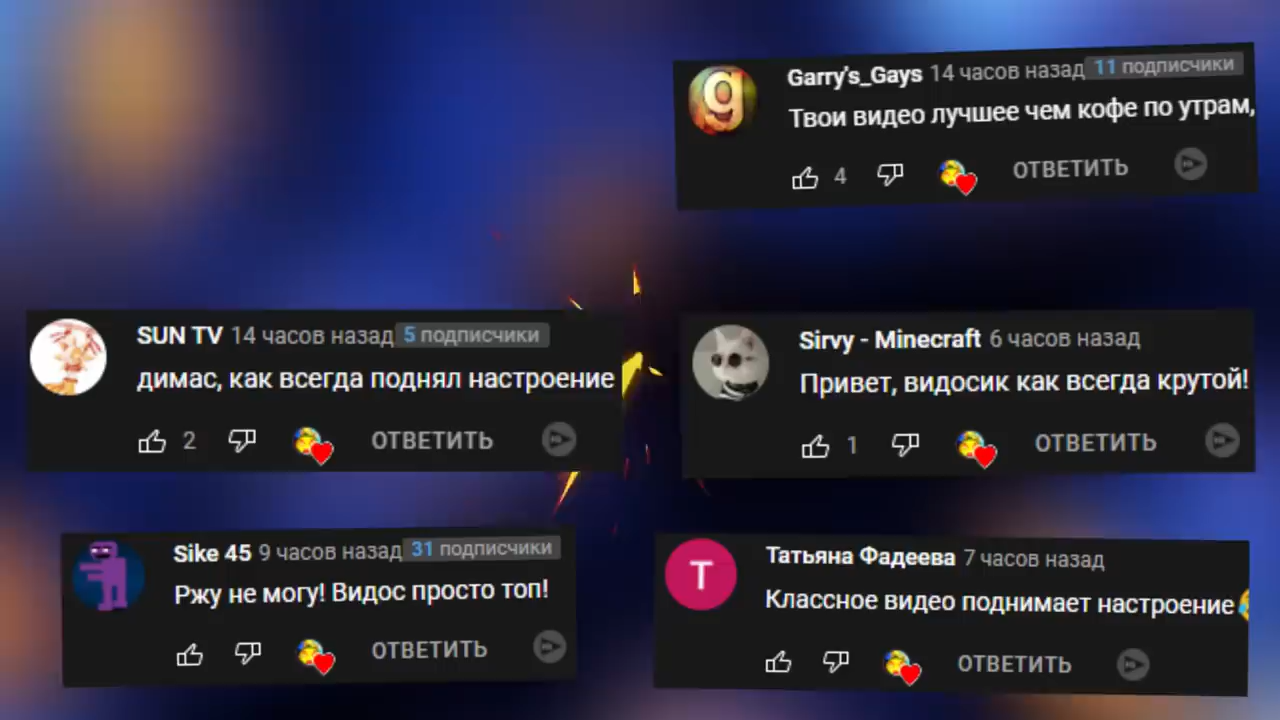 Garry's_Gays 14 часов назад 11 подписчики
Твои видео лучшее чем кофе по утрам,
4 ОТВЕТИТЬ
SUN TV 14 часов назад 5 подписчики
димас, как всегда поднял настроение
2 ОТВЕТИТЬ
Sirvy - Minecraft 6 часов назад
Привет, видосик как всегда крутой!
1 ОТВЕТИТЬ
Sike 45 9 часов назад 31 подписчики
Ржу не могу! Видос просто топ!
ОТВЕТИТЬ
T
Татьяна Фадеева 7 часов назад
Классное видео поднимает настроение
ОТВЕТИТЬ